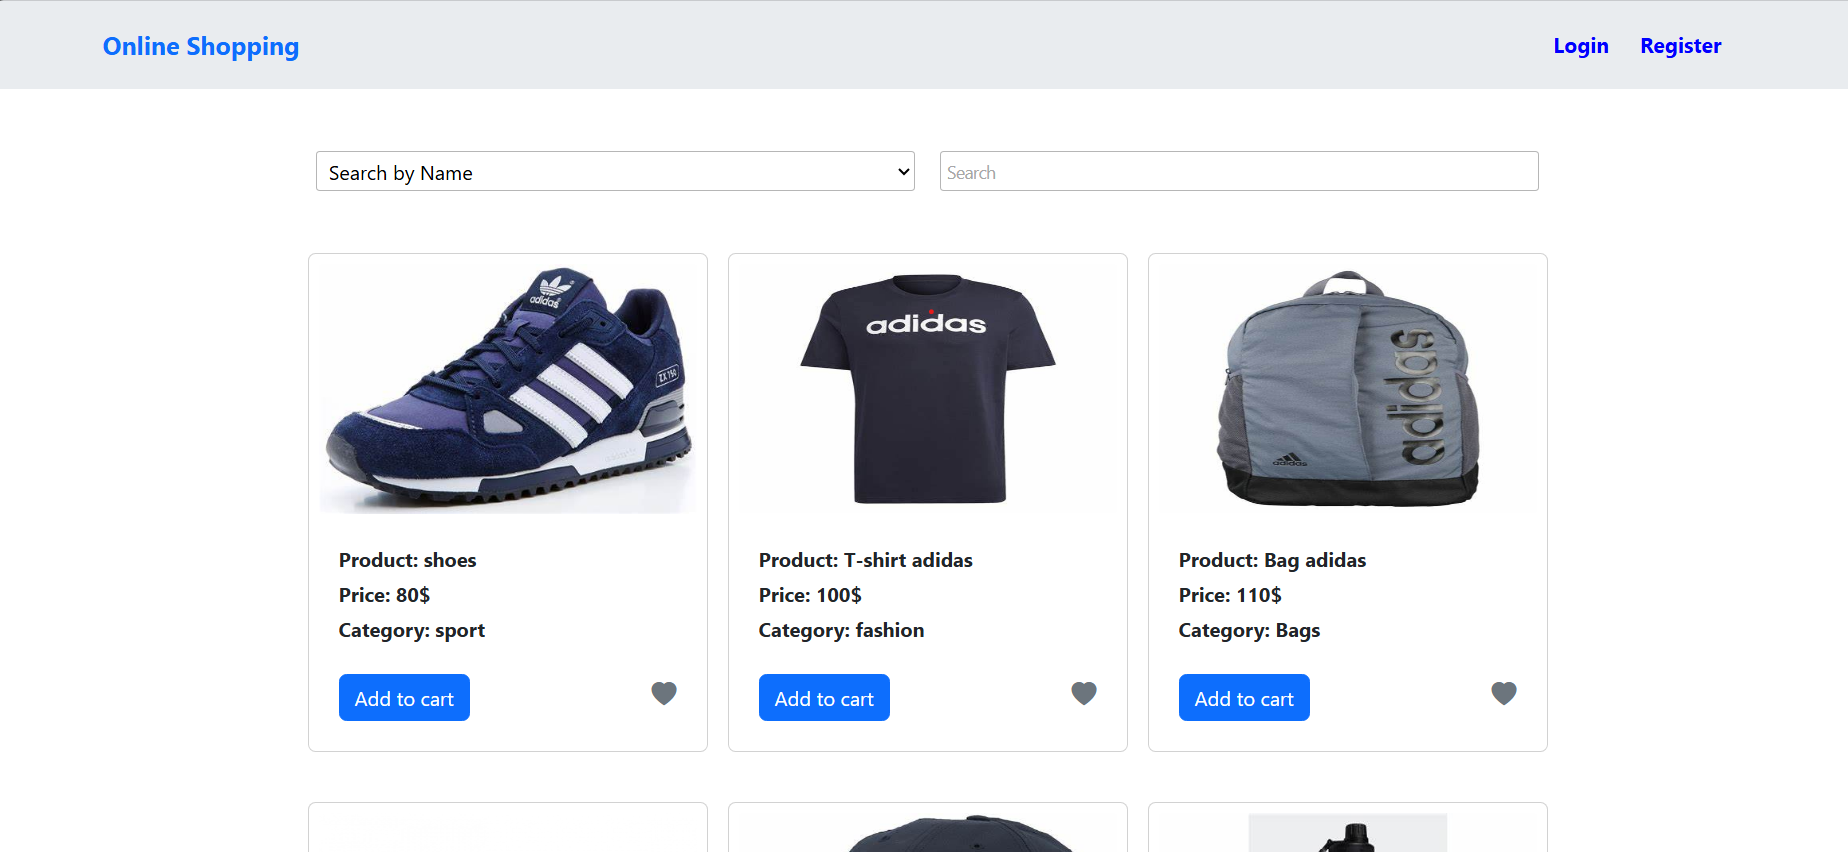 Online Shopping
Login Register
Search by Name
Search
adidas
ZX 750
adidas
adidas
adidas
Product: shoes
Price: 80$
Category: sport
Add to cart
Product: T-shirt adidas
Price: 100$
Category: fashion
Add to cart
Product: Bag adidas
Price: 110$
Category: Bags
Add to cart